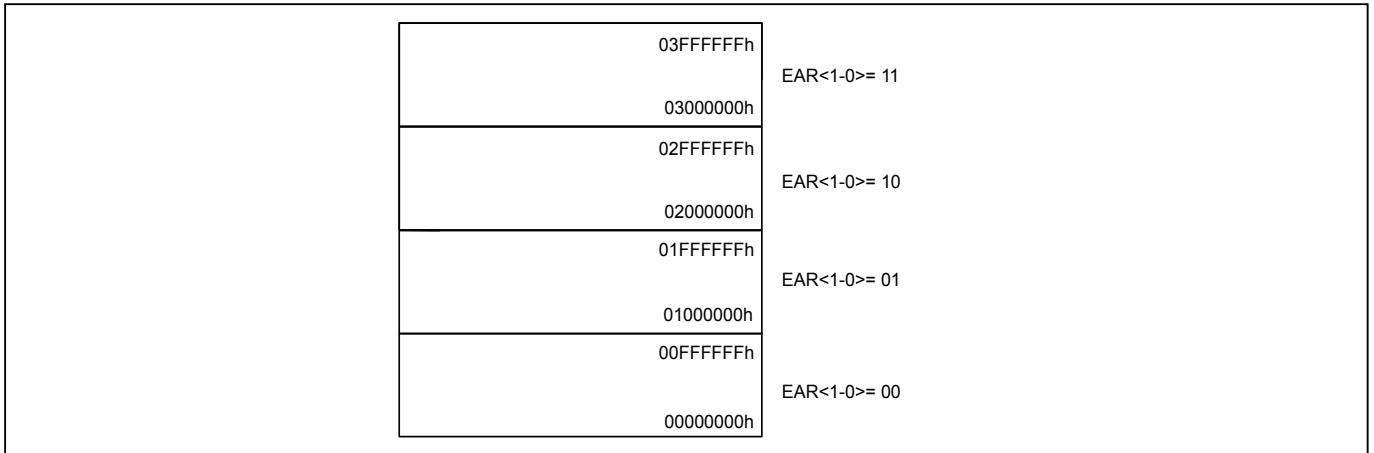 03FFFFFFh
EAR<1-0>= 11
03000000h
02FFFFFFh
EAR<1-0>= 10
02000000h
01FFFFFFh
EAR<1-0>= 01
01000000h
00FFFFFFh
EAR<1-0>= 00
00000000h